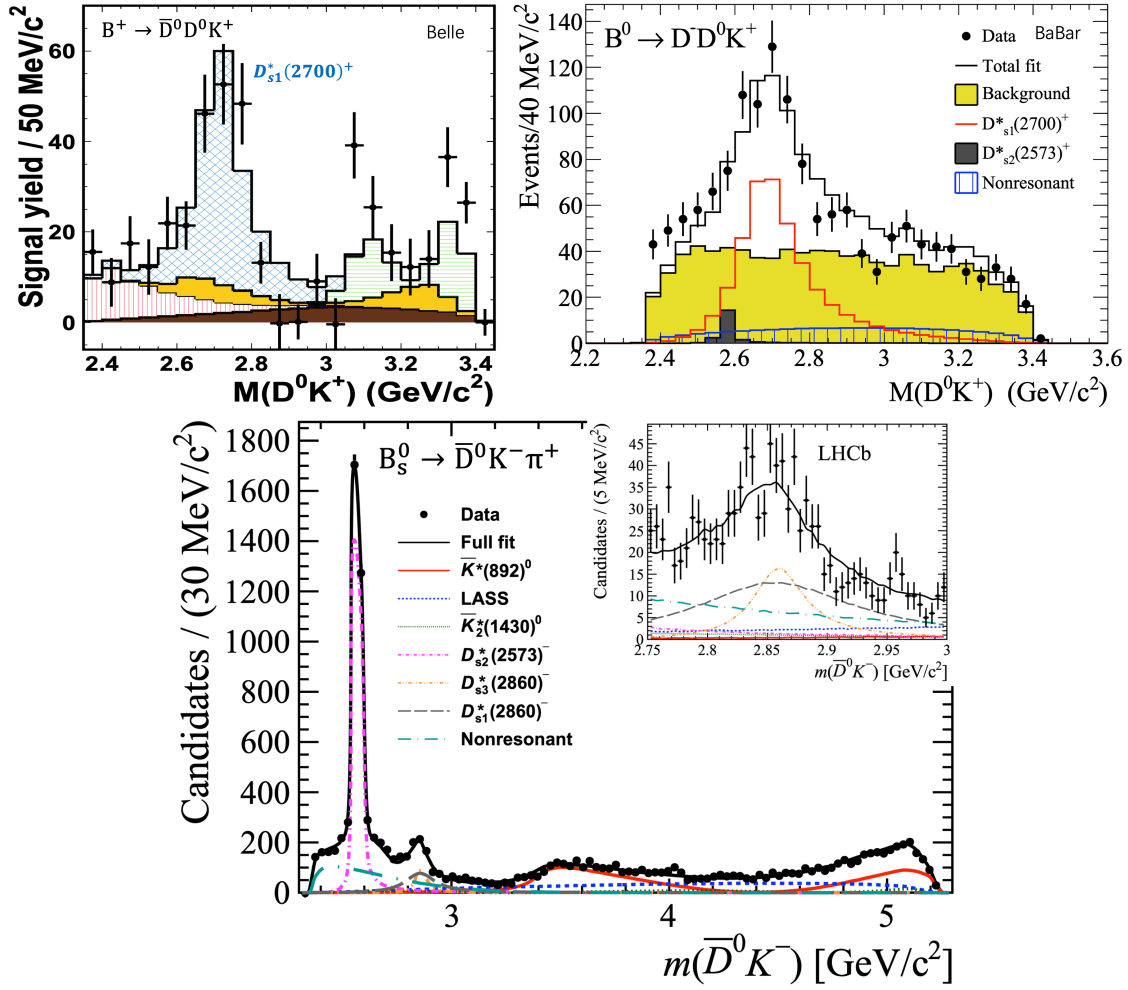 B⁺ → D̄⁰D⁰K⁺
Belle
D*s1(2700)⁺
Signal yield / 50 MeV/c²
60
40
20
0
2.4 2.6 2.8 3.0 3.2 3.4
M(D⁰K⁺) (GeV/c²)
B⁰ → D⁻D⁰K⁺
Data BaBar
Total fit
Background
D*s1(2700)⁺
D*s2(2573)⁺
Nonresonant
Events/40 MeV/c²
140
120
100
80
60
40
20
0
2.2 2.4 2.6 2.8 3 3.2 3.4 3.6
M(D⁰K⁺) (GeV/c²)
B⁰s → D̄⁰K⁻π⁺
Data
Full fit
K̄*(892)⁰
LASS
K̄*2(1430)⁰
D*s2(2573)⁻
D*s3(2860)⁻
D*s1(2860)⁻
Nonresonant
Candidates / (30 MeV/c²)
1800
1600
1400
1200
1000
800
600
400
200
0
3 4 5
m(D̄⁰K⁻) [GeV/c²]
LHCb
Candidates / (5 MeV/c²)
45
40
35
30
25
20
15
10
5
0
2.75 2.8 2.85 2.9 2.95 3
m(D̄⁰K⁻) [GeV/c²]